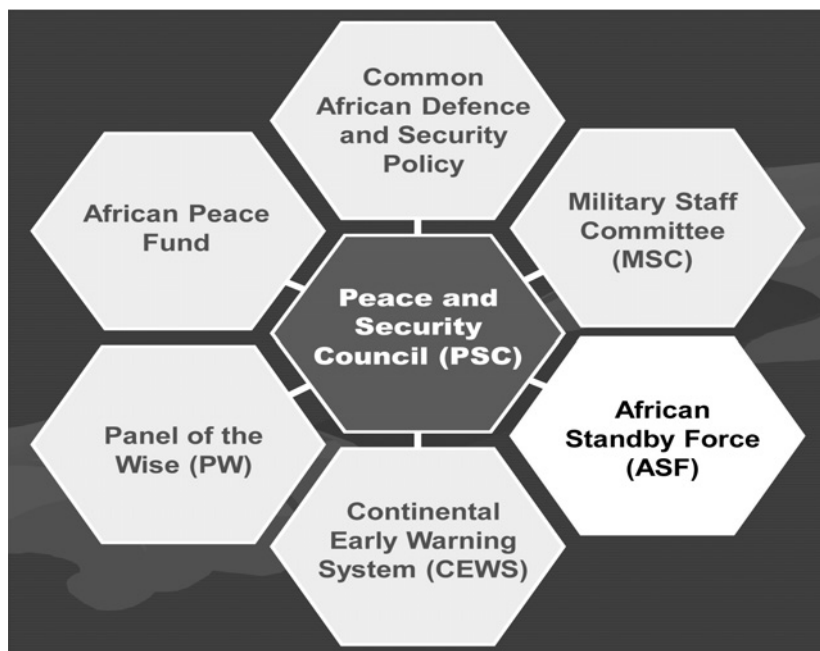 Common
African Defence
and Security
Policy
African Peace
Fund
Military Staff
Committee
(MSC)
Peace and
Security
Council (PSC)
Panel of the
Wise (PW)
African
Standby Force
(ASF)
Continental
Early Warning
System (CEWS)